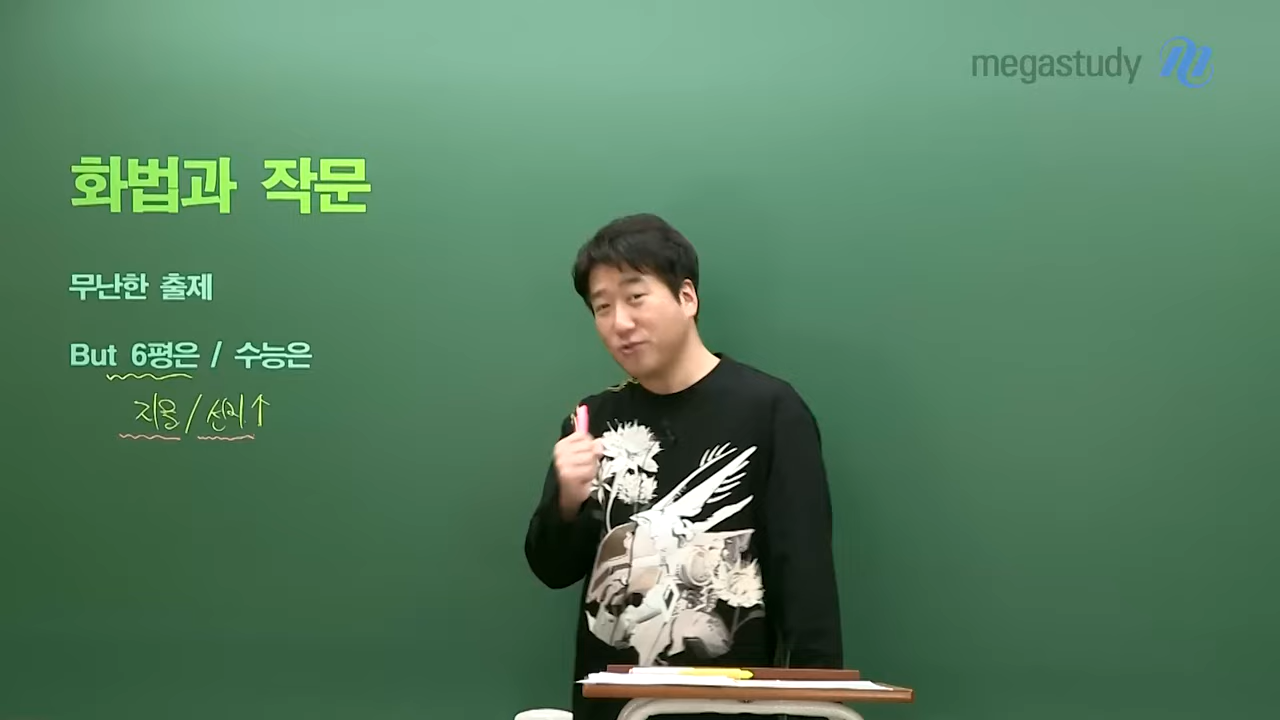 megastudy
화법과 작문
무난한 출제
But 6평은 / 수능은
지을 / 선지↑